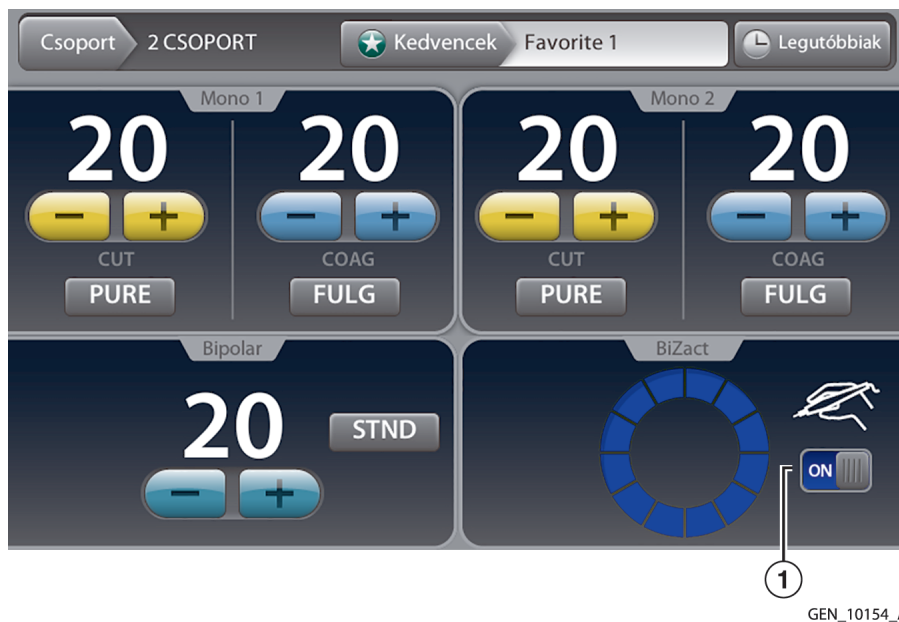 Csoport 2 CSOPORT Kedvencek Favorite 1 Legutóbbiak
Mono 1 Mono 2
20 20 20 20
− + − + − + − +
CUT COAG CUT COAG
PURE FULG PURE FULG
Bipolar BiZact
20 STND
− +
ON
1
GEN_10154_